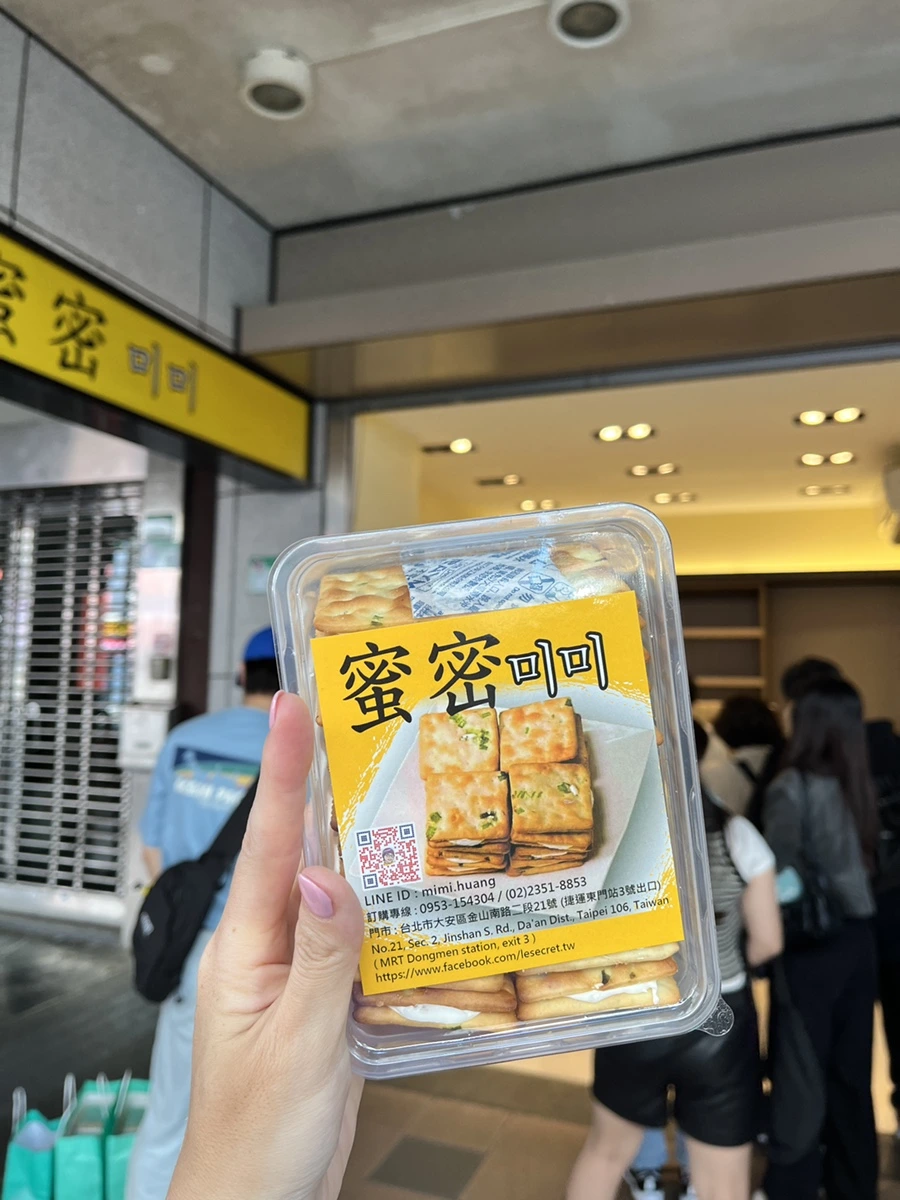 蜜密미미
蜜密미미
LINE ID : mimi.huang
訂購專線 : 0953-154304 / (02)2351-8853
門市 : 台北市大安區金山南路二段21號 (捷運東門站3號出口)
No.21, Sec. 2, Jinshan S. Rd., Da'an Dist., Taipei 106, Taiwan
( MRT Dongmen station, exit 3 )
https://www.facebook.com/lesecret.tw